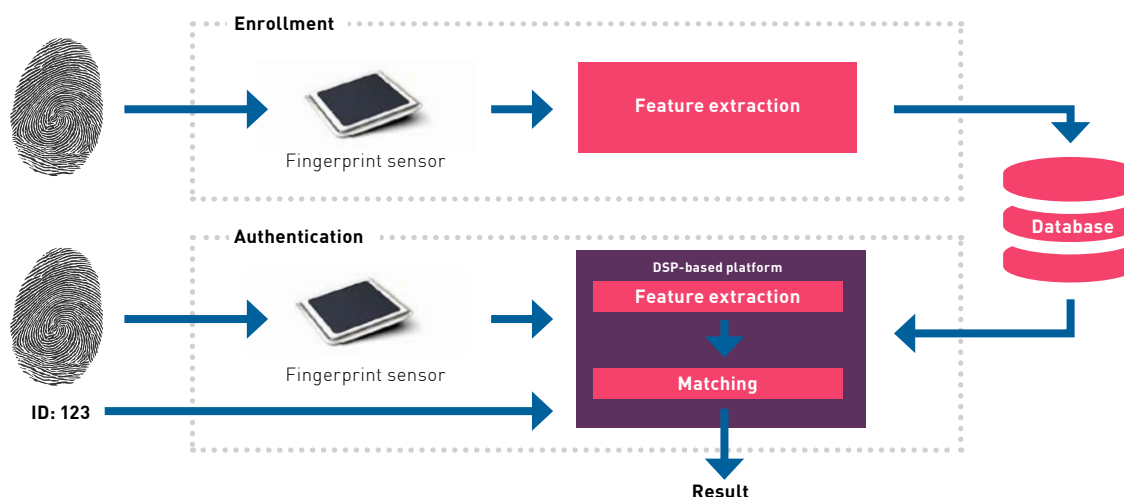 Enrollment
Feature extraction
Fingerprint sensor
Database
Authentication
DSP-based platform
Feature extraction
Fingerprint sensor
Matching
ID: 123
Result